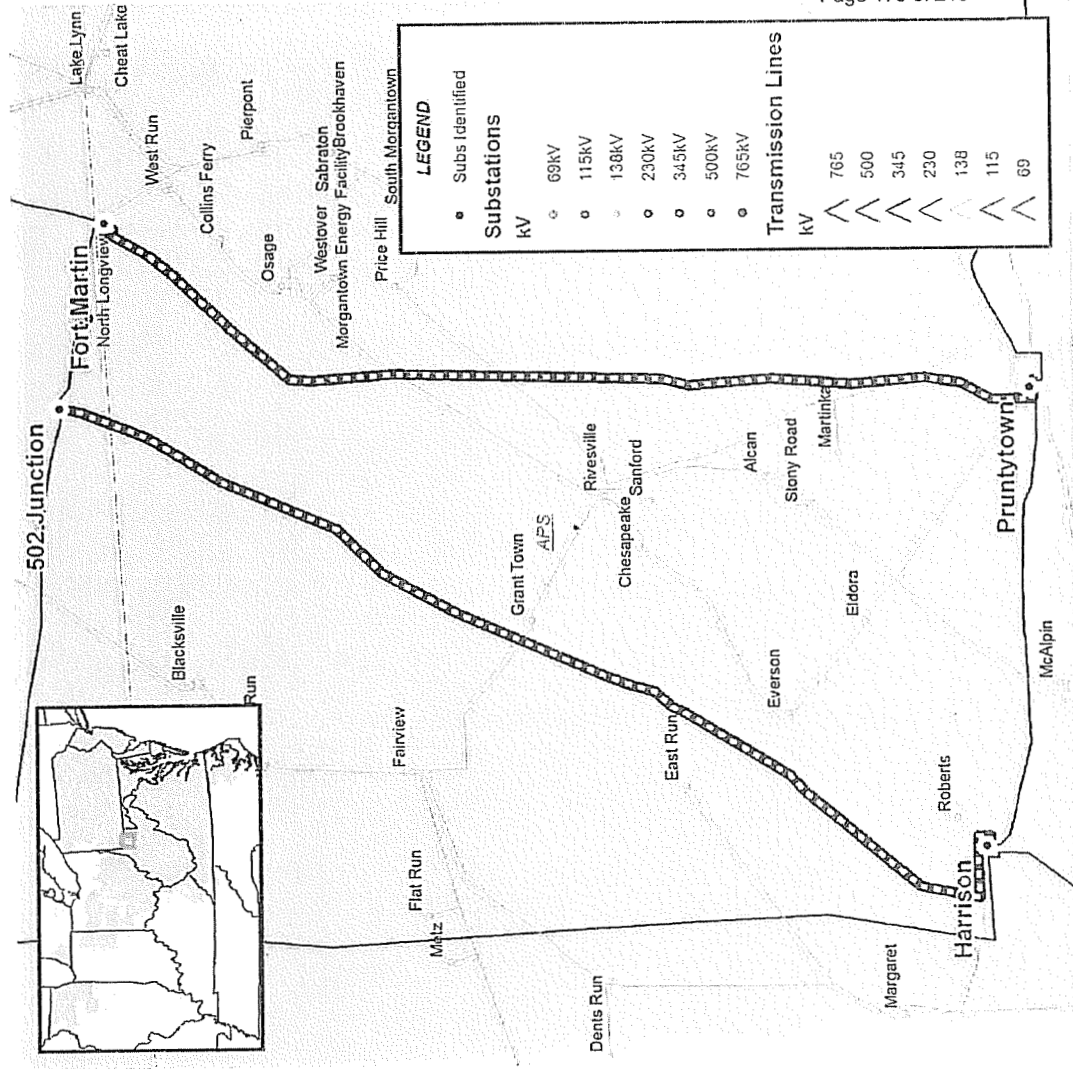 Page 176 of 218
Lake Lynn
Cheat Lake
Fort Martin
North Longview
502 Junction
West Run
Pierpont
Collins Ferry
Osage
Westover Sabraton
Morgantown Energy Facility Brookhaven
Price Hill
South Morgantown
Blacksville
Run
Grant Town
APS
Rivesville
Sanford
Chesapeake
Fairview
Alcan
Stony Road
Martinka
East Run
Everson
Eldora
Flat Run
Metz
Roberts
McAlpin
Pruntytown
Harrison
Margaret
Dents Run
LEGEND
Subs Identified
Substations
kV
69kV
115kV
138kV
230kV
345kV
500kV
765kV
Transmission Lines
kV
765
500
345
230
138
115
69